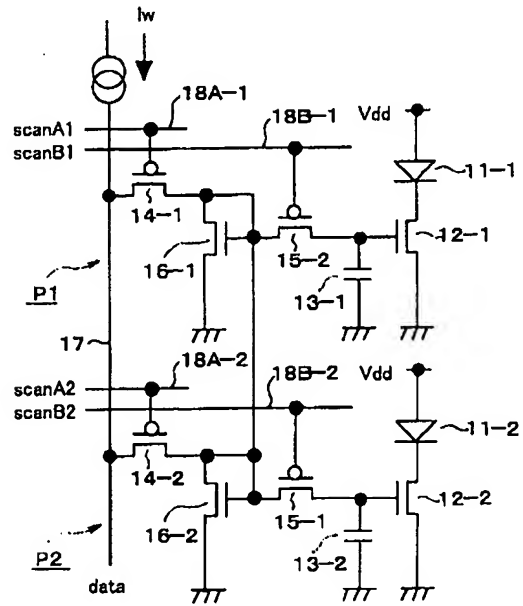 Iw
18A-1
scanA1
18B-1
Vdd
scanB1
11-1
14-1
12-1
16-1
15-2
13-1
P1
17
18A-2
scanA2
18B-2
Vdd
scanB2
11-2
14-2
12-2
16-2
15-1
13-2
P2
data